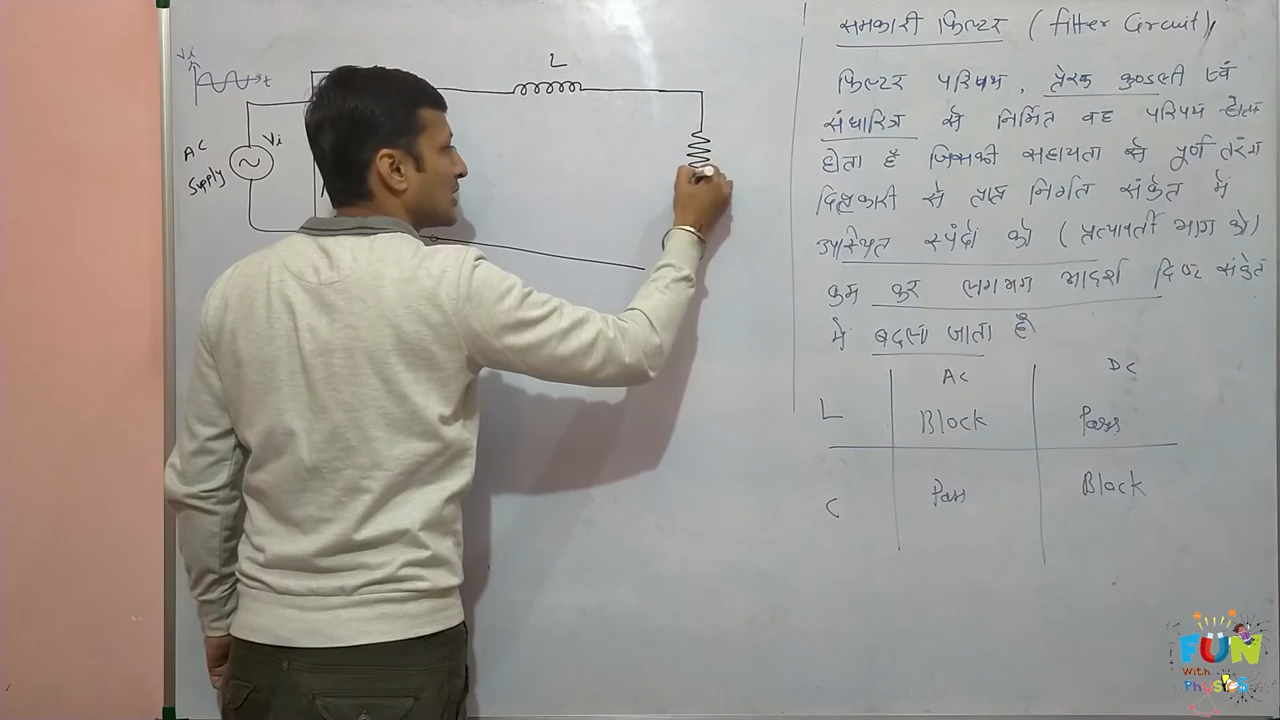 समकारी फिल्टर ( filter Circuit )
फिल्टर परिपथ , प्रेरक कुण्डली एवं
संधारित्र से निर्मित वह परिपथ होता
होता है जिसकी सहायता से पूर्ण तरंग
दिष्टकारी से प्राप्त निर्गत संकेत में
उपस्थित स्पंदों को ( प्रत्यावर्ती भाग को )
कम कर लगभग आदर्श दिष्ट संकेत
में बदला जाता है
AC DC
L Block Pass
C Pass Block
Vi
t
L
AC Supply
Vi
FUN
With
Physics